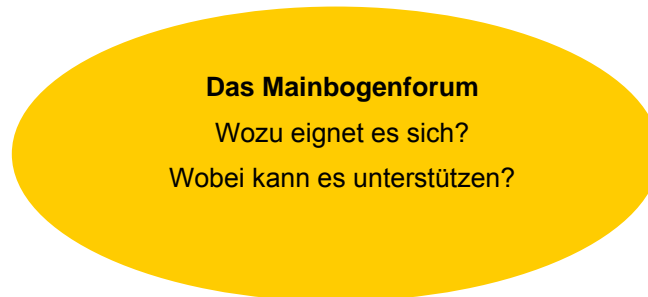 Das Mainbogenforum
Wozu eignet es sich?
Wobei kann es unterstützen?